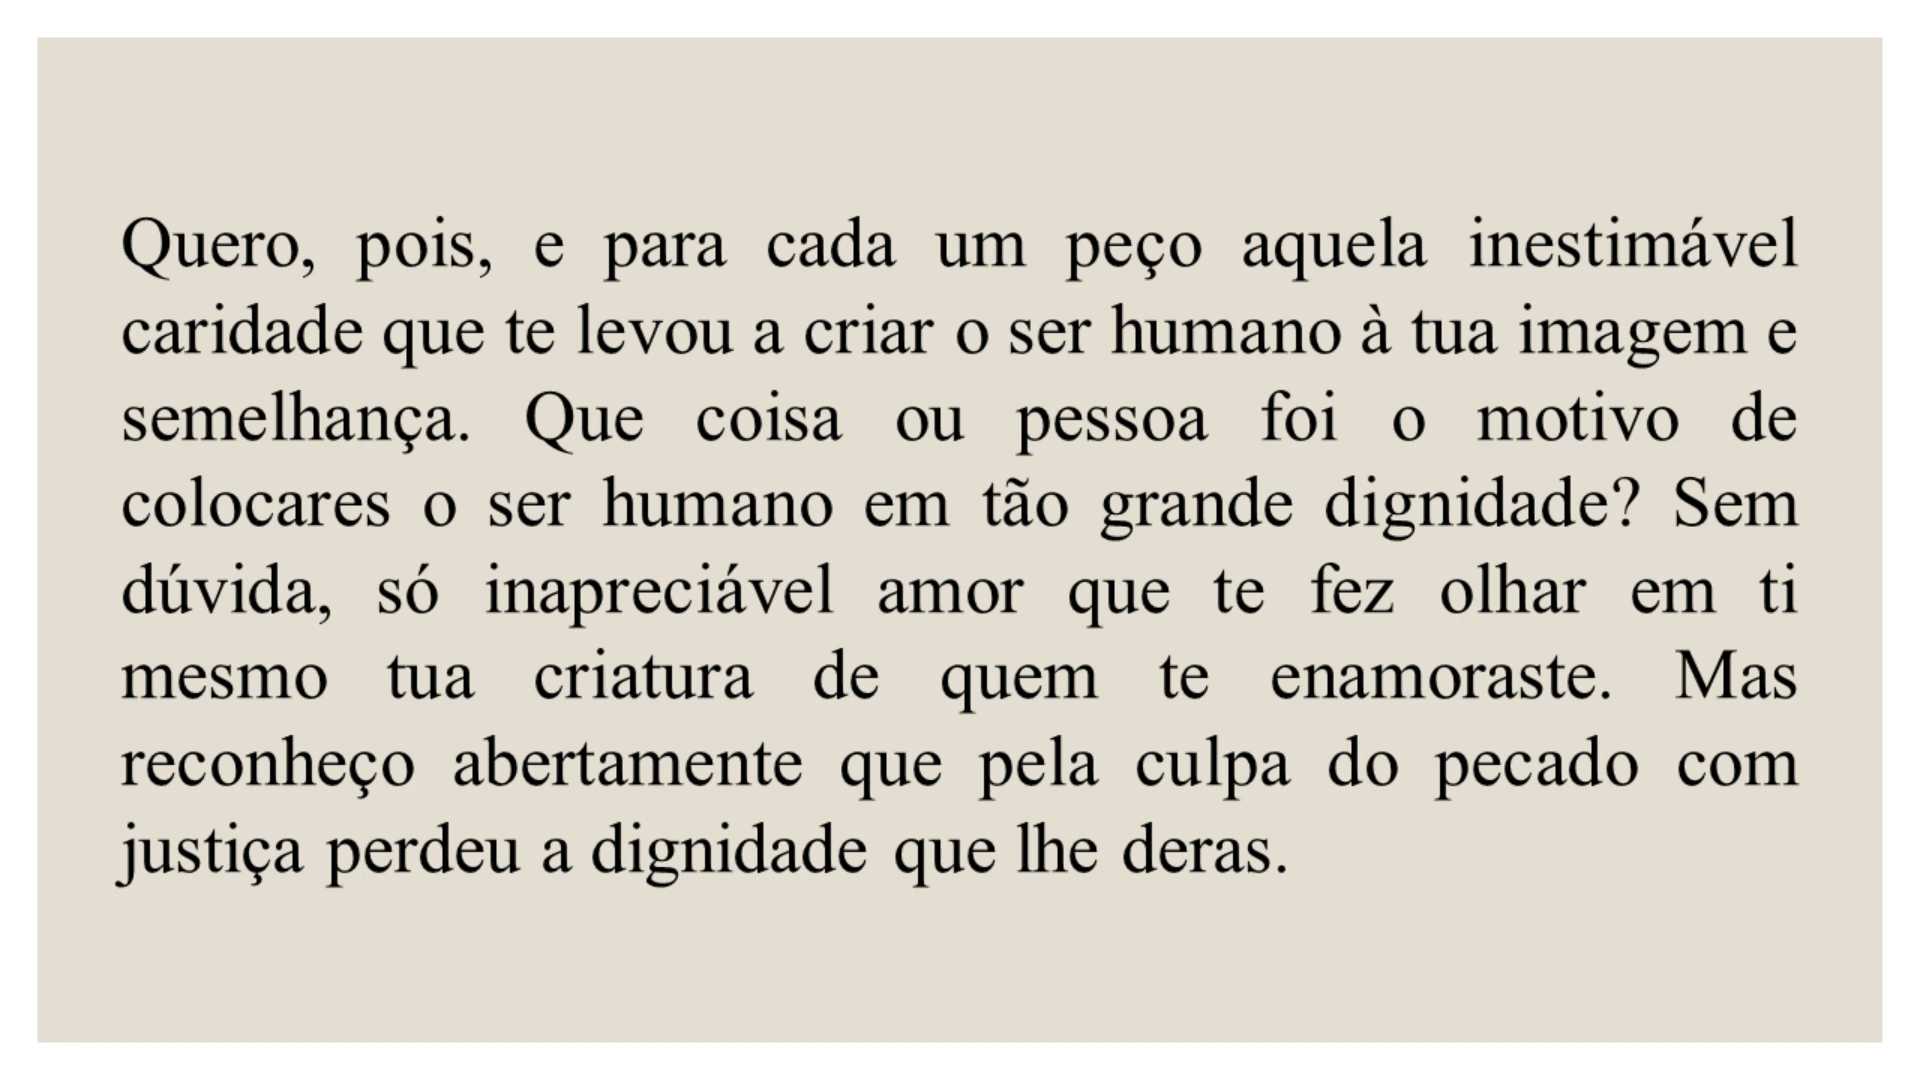 Quero, pois, e para cada um peço aquela inestimável
caridade que te levou a criar o ser humano à tua imagem e
semelhança. Que coisa ou pessoa foi o motivo de
colocares o ser humano em tão grande dignidade? Sem
dúvida, só inapreciável amor que te fez olhar em ti
mesmo tua criatura de quem te enamoraste. Mas
reconheço abertamente que pela culpa do pecado com
justiça perdeu a dignidade que lhe deras.